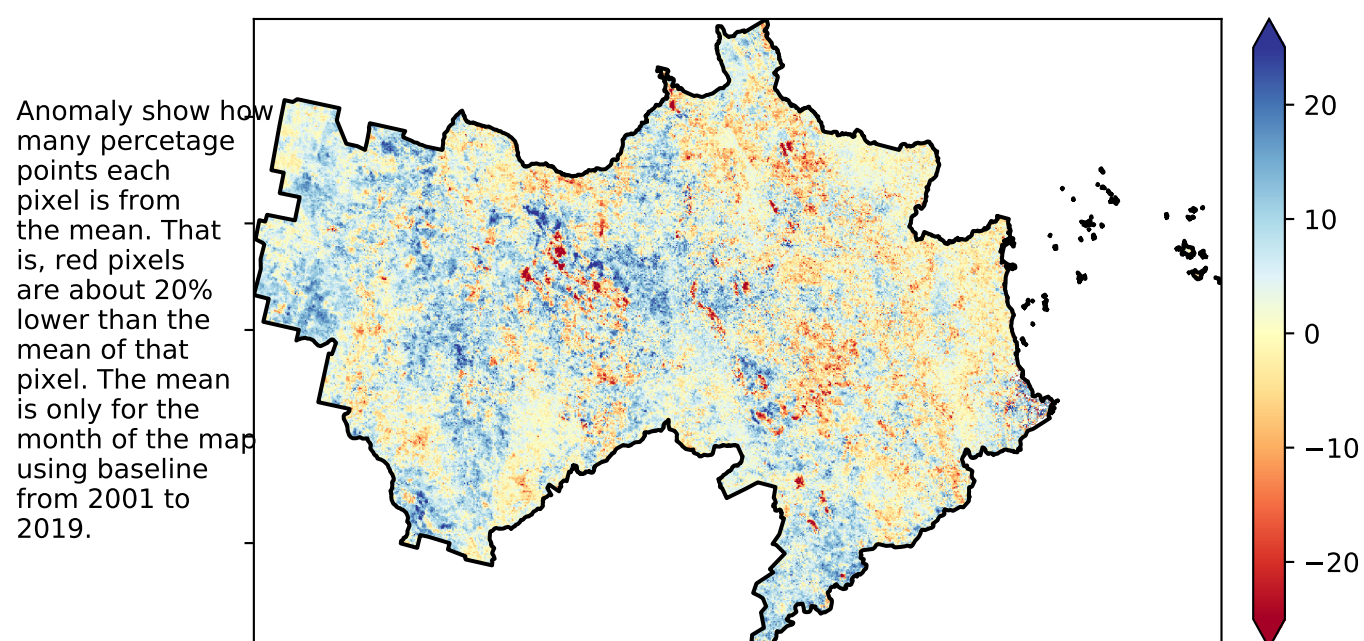 Anomaly show how
many percetage
points each
pixel is from
the mean. That
is, red pixels
are about 20%
lower than the
mean of that
pixel. The mean
is only for the
month of the map
using baseline
from 2001 to
2019.
20
10
0
−10
−20